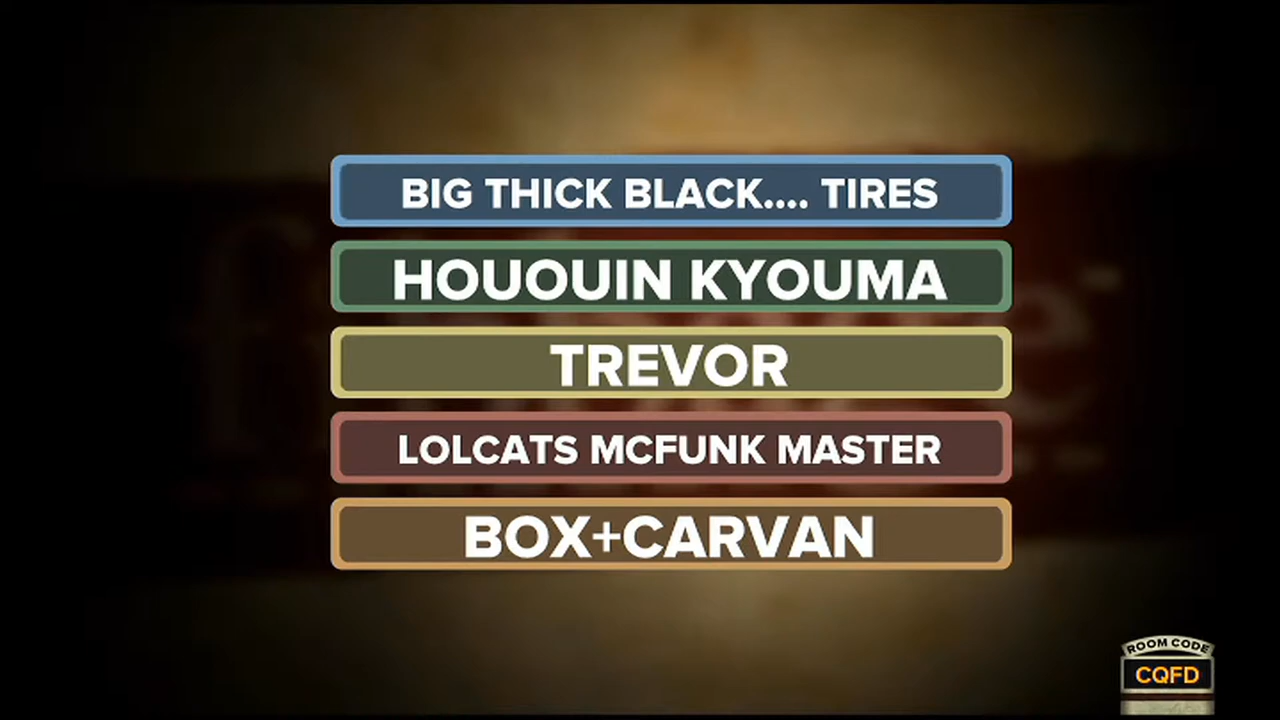 BIG THICK BLACK.... TIRES
HOUOUIN KYOUMA
TREVOR
LOLCATS MCFUNK MASTER
BOX+CARVAN
ROOM CODE
CQFD